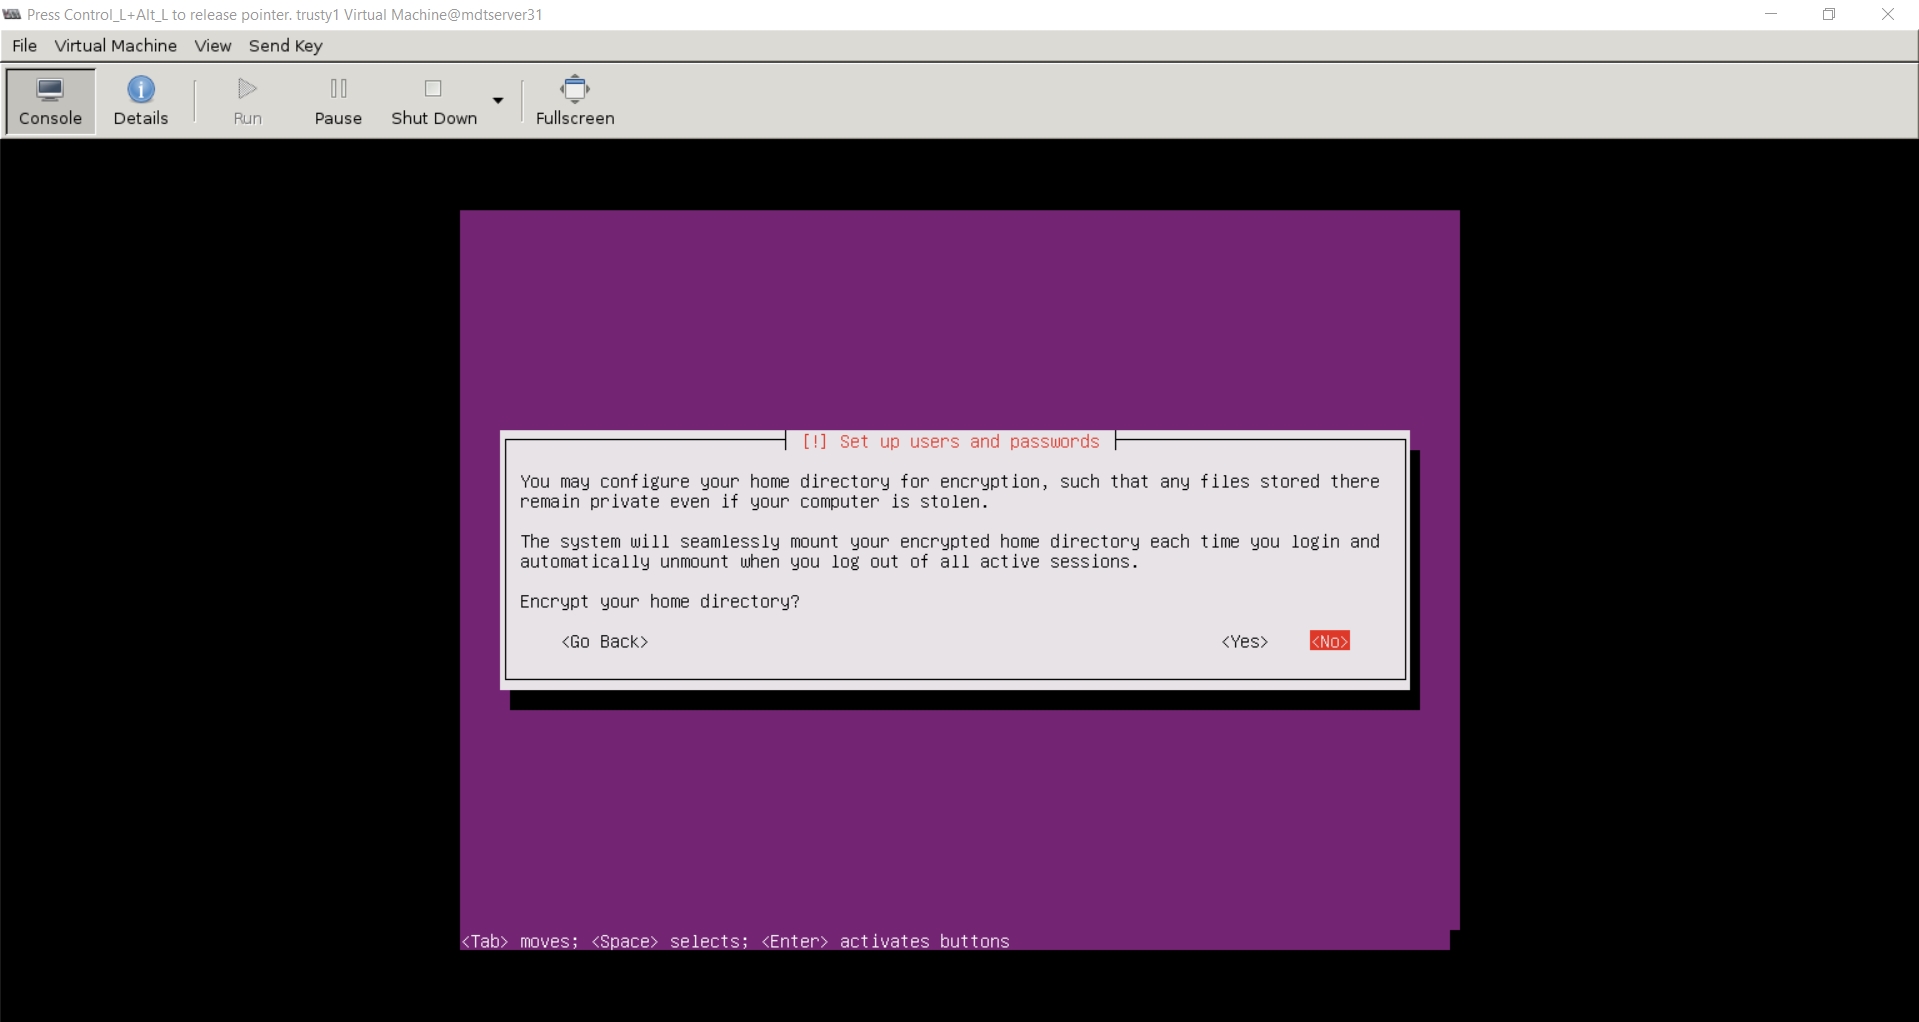 Press Control_L+Alt_L to release pointer. trusty1 Virtual Machine@mdtserver31
File Virtual Machine View Send Key
Console Details Run Pause Shut Down Fullscreen
[!] Set up users and passwords
You may configure your home directory for encryption, such that any files stored there
remain private even if your computer is stolen.
The system will seamlessly mount your encrypted home directory each time you login and
automatically unmount when you log out of all active sessions.
Encrypt your home directory?
<Go Back> <Yes> <No>
<Tab> moves; <Space> selects; <Enter> activates buttons